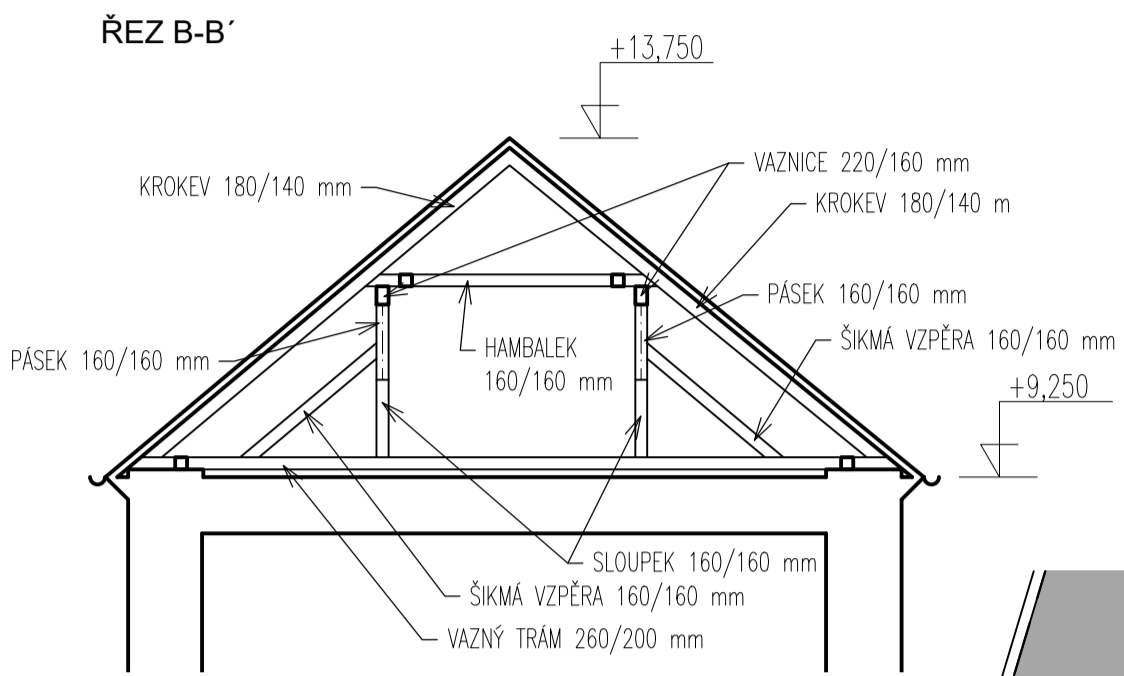 ŘEZ B-B´
+13,750
VAZNICE 220/160 mm
KROKEV 180/140 mm
KROKEV 180/140 m
PÁSEK 160/160 mm
ŠIKMÁ VZPĚRA 160/160 mm
PÁSEK 160/160 mm
HAMBALEK
160/160 mm
+9,250
SLOUPEK 160/160 mm
ŠIKMÁ VZPĚRA 160/160 mm
VAZNÝ TRÁM 260/200 mm